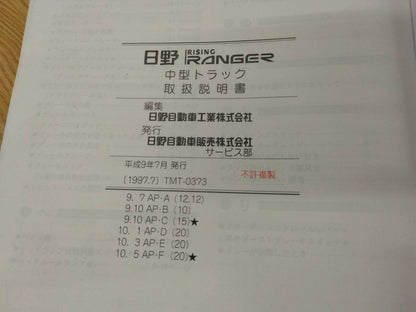 日野 RISING RANGER
中型トラック
取扱説明書
編集
日野自動車工業株式会社
発行
日野自動車販売株式会社
サービス部
平成9年7月 発行
(1997.7) TMT-0373 不許複製
9. 7 AP-A (12.12)
9.10 AP-B (10)
9.10 AP-C (15)★
10. 1 AP-D (20)
10. 3 AP-E (20)
10. 5 AP-F (20)★